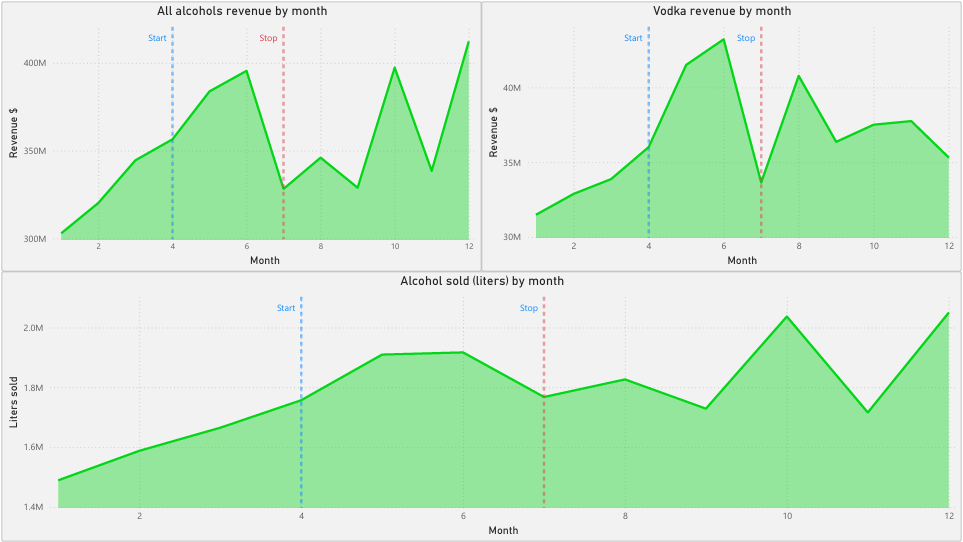 All alcohols revenue by month
Start
Stop
400M
350M
300M
Revenue $
2
4
6
8
10
12
Month
Vodka revenue by month
Start
Stop
40M
35M
30M
Revenue $
2
4
6
8
10
12
Month
Alcohol sold (liters) by month
Start
Stop
2.0M
1.8M
1.6M
1.4M
Liters sold
2
4
6
8
10
12
Month